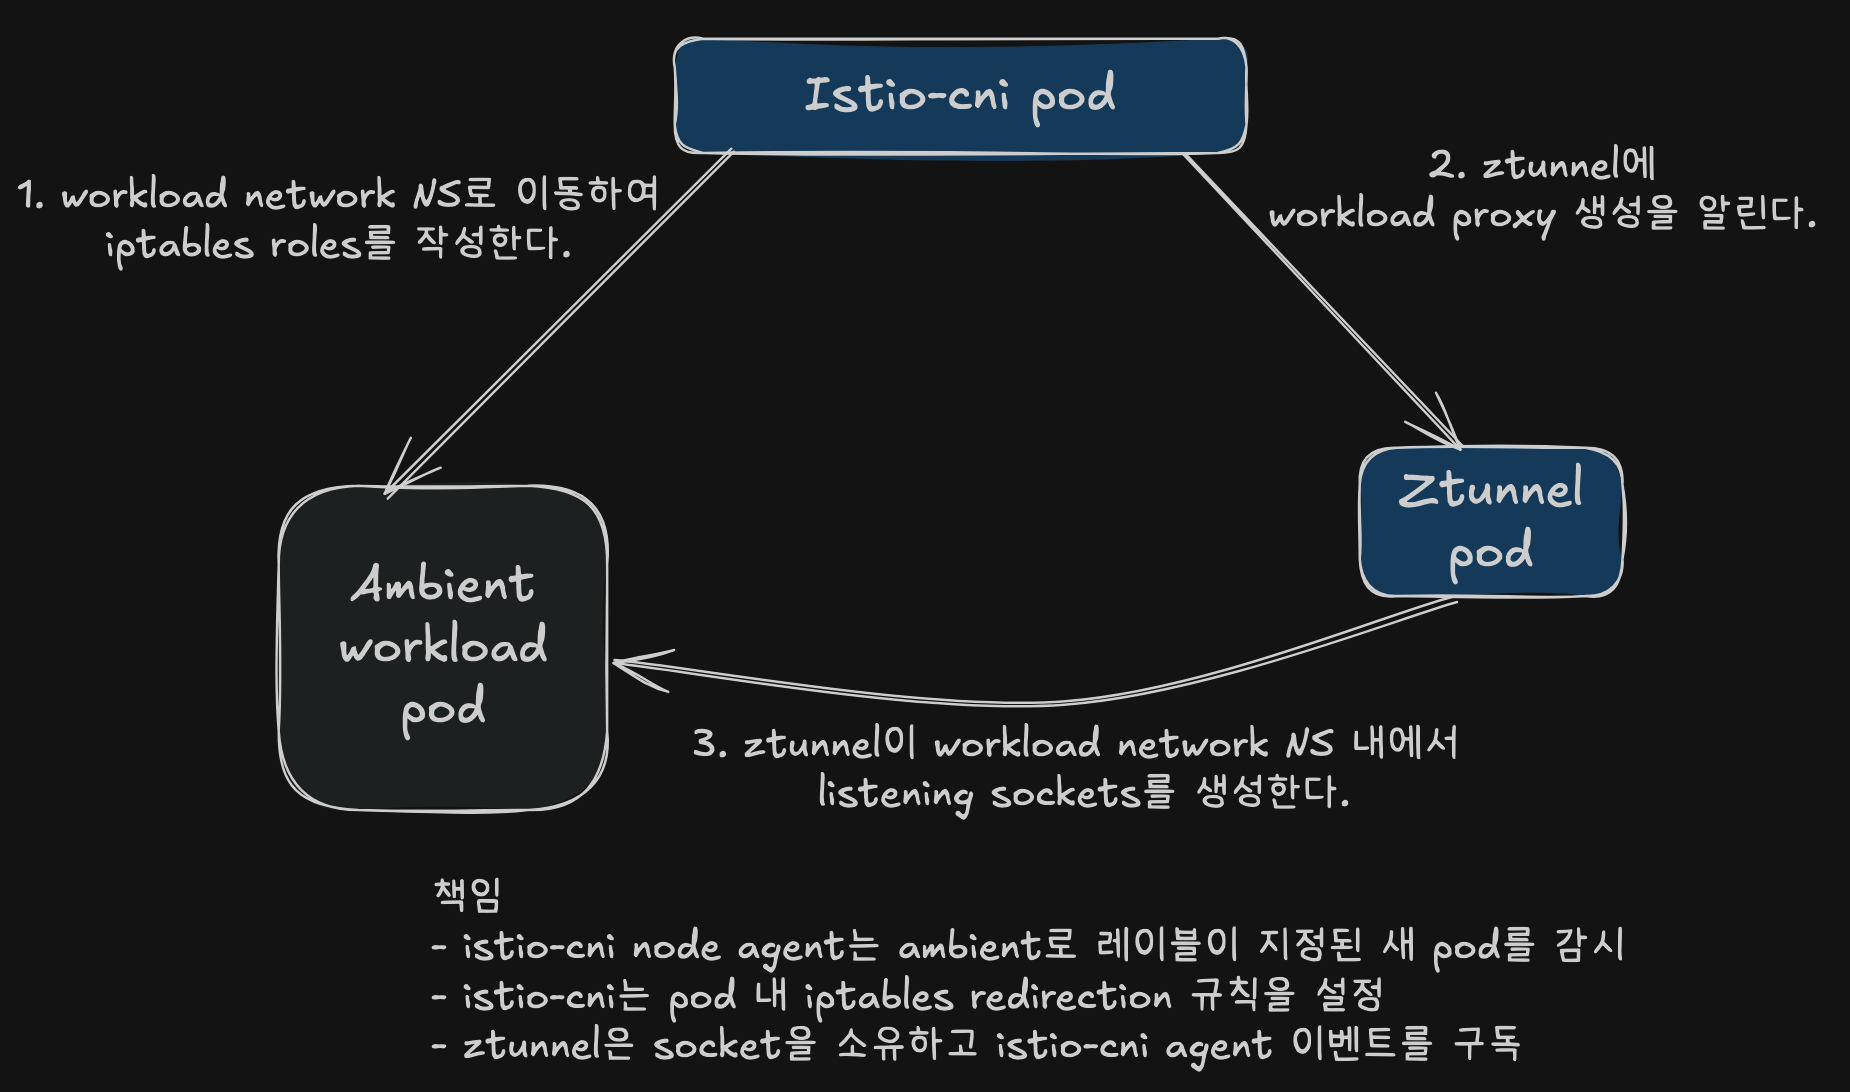 Istio-cni pod
1. workload network NS로 이동하여
iptables roles를 작성한다.
2. ztunnel에
workload proxy 생성을 알린다.
Ztunnel
pod
Ambient
workload
pod
3. ztunnel이 workload network NS 내에서
listening sockets를 생성한다.
책임
- istio-cni node agent는 ambient로 레이블이 지정된 새 pod를 감시
- istio-cni는 pod 내 iptables redirection 규칙을 설정
- ztunnel은 socket을 소유하고 istio-cni agent 이벤트를 구독